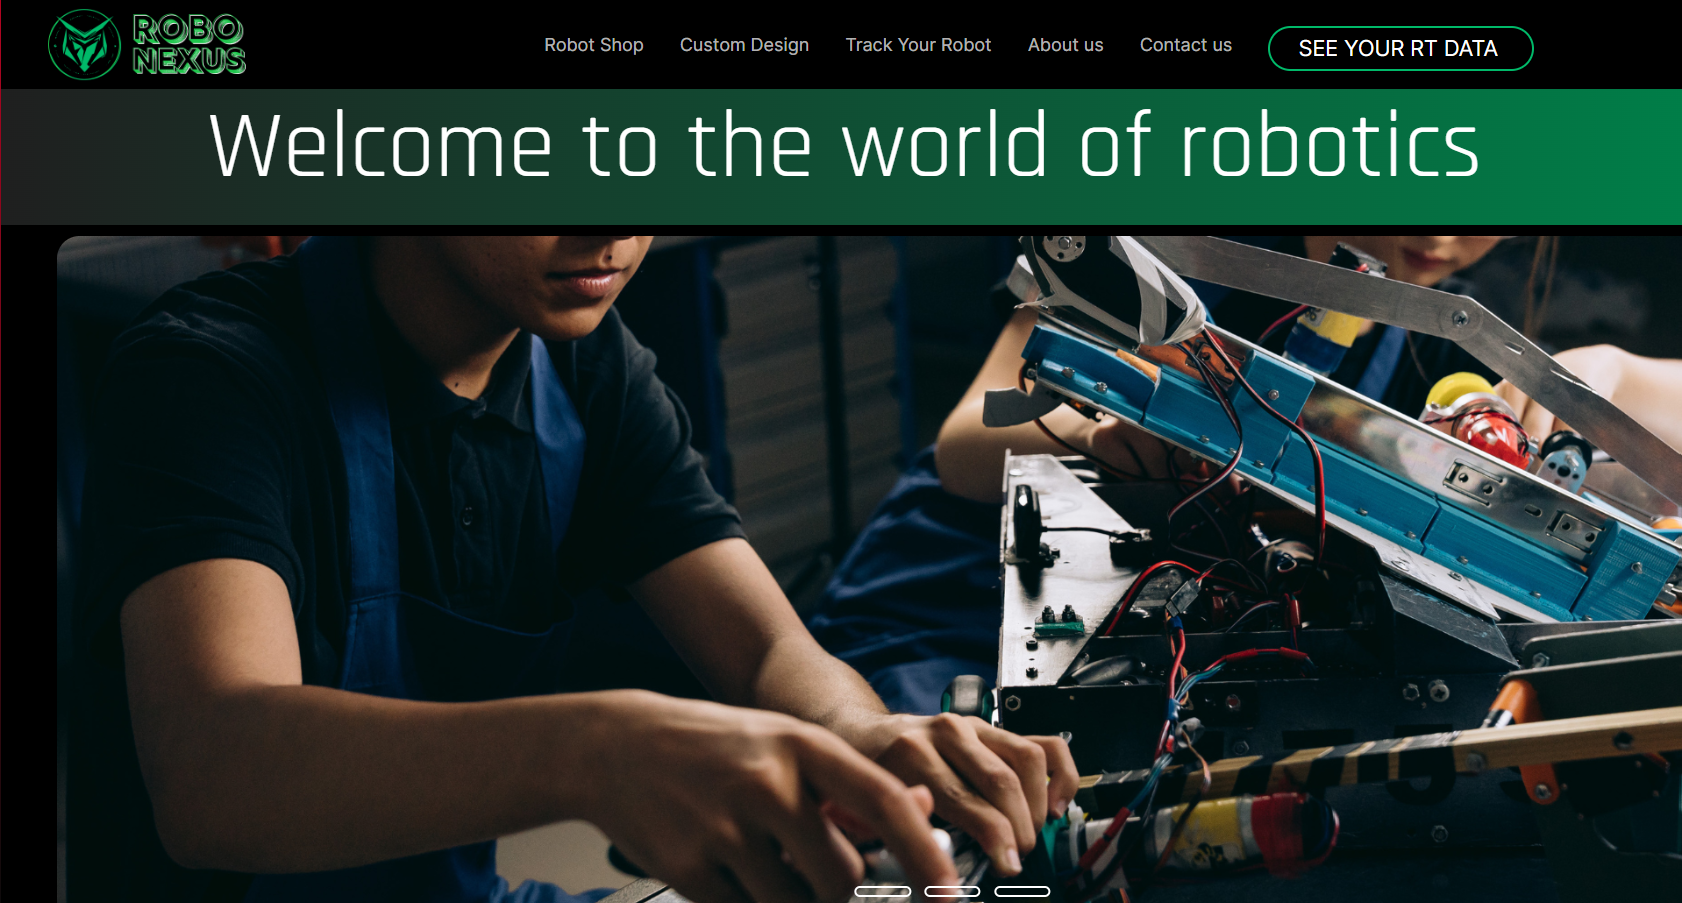 ROBO
NEXUS
Robot Shop
Custom Design
Track Your Robot
About us
Contact us
SEE YOUR RT DATA
Welcome to the world of robotics